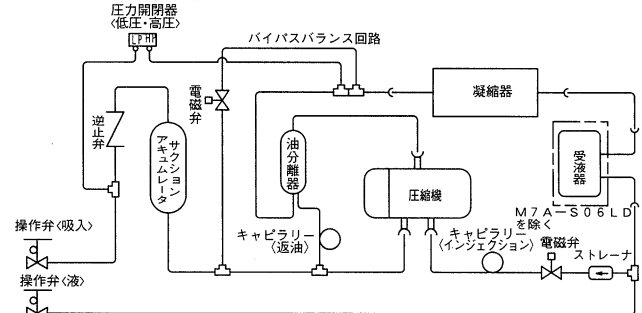 圧力開閉器
〈低圧・高圧〉
LP HP
バイパスバランス回路
電磁弁
逆止弁
サクション
アキュムレータ
油分離器
凝縮器
受液器
圧縮機
M7A-S06LD
を除く
操作弁〈吸入〉
キャピラリー
〈返油〉
キャピラリー
〈インジェクション〉
電磁弁
ストレーナ
操作弁〈液〉